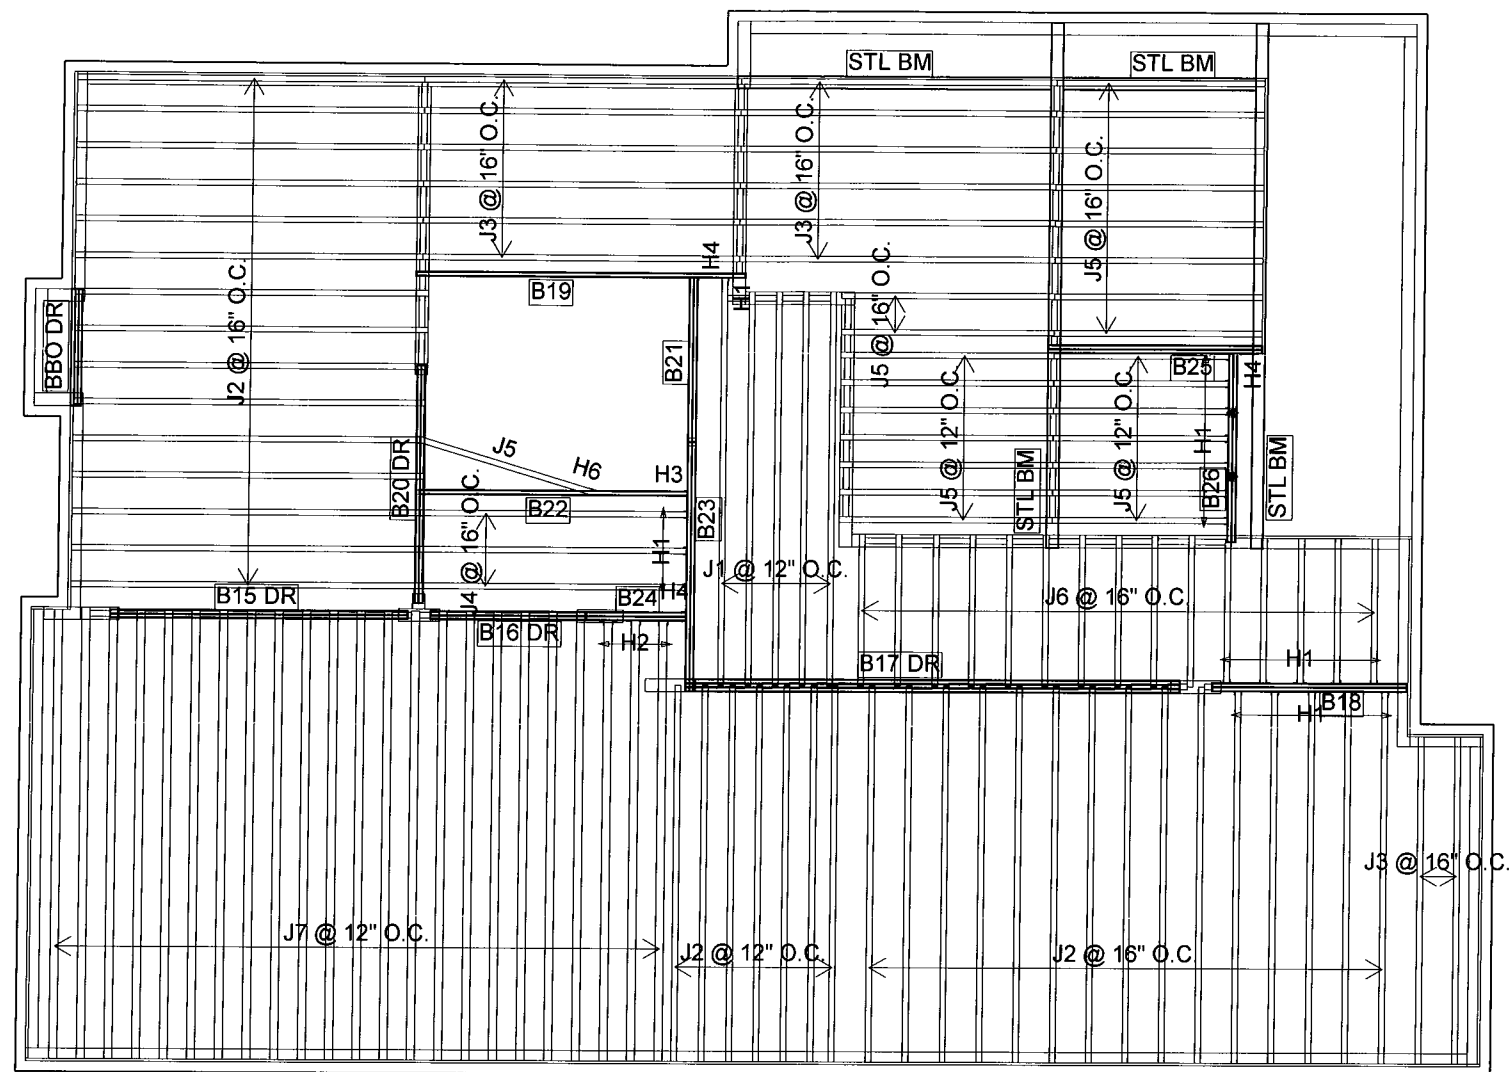 STL BM
STL BM
J3 @ 16" O.C.
J3 @ 16" O.C.
J5 @ 16" O.C.
J2 @ 16" O.C.
H4
B19
H1
J5 @ 16" O.C.
BBO DR
B21
B25
H4
J5 @ 12" O.C.
J5 @ 12" O.C.
H1
J5
H6
H3
B20 DR
B22
J4 @ 16" O.C.
H1
B23
STL BM
B26
STL BM
J1 @ 12" O.C.
H4
B15 DR
B24
J6 @ 16" O.C.
B16 DR
H2
B17 DR
H1
B18
H1
J3 @ 16" O.C.
J7 @ 12" O.C.
J2 @ 12" O.C.
J2 @ 16" O.C.